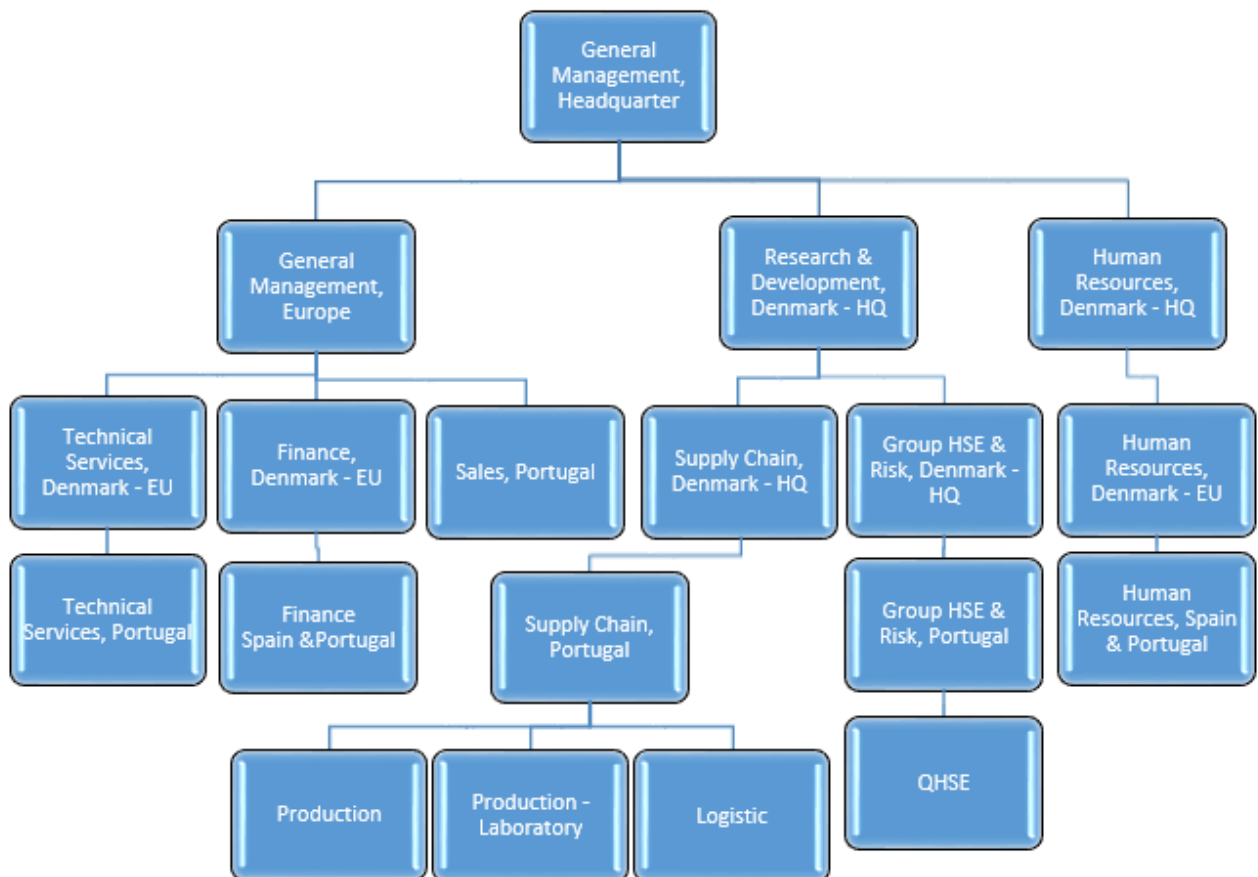 General
Management,
Headquarter
General
Management,
Europe
Research &
Development,
Denmark - HQ
Human
Resources,
Denmark - HQ
Technical
Services,
Denmark - EU
Finance,
Denmark - EU
Sales, Portugal
Supply Chain,
Denmark - HQ
Group HSE &
Risk, Denmark -
HQ
Human
Resources,
Denmark - EU
Technical
Services, Portugal
Finance
Spain &Portugal
Supply Chain,
Portugal
Group HSE &
Risk, Portugal
Human
Resources, Spain
& Portugal
Production
Production -
Laboratory
Logistic
QHSE